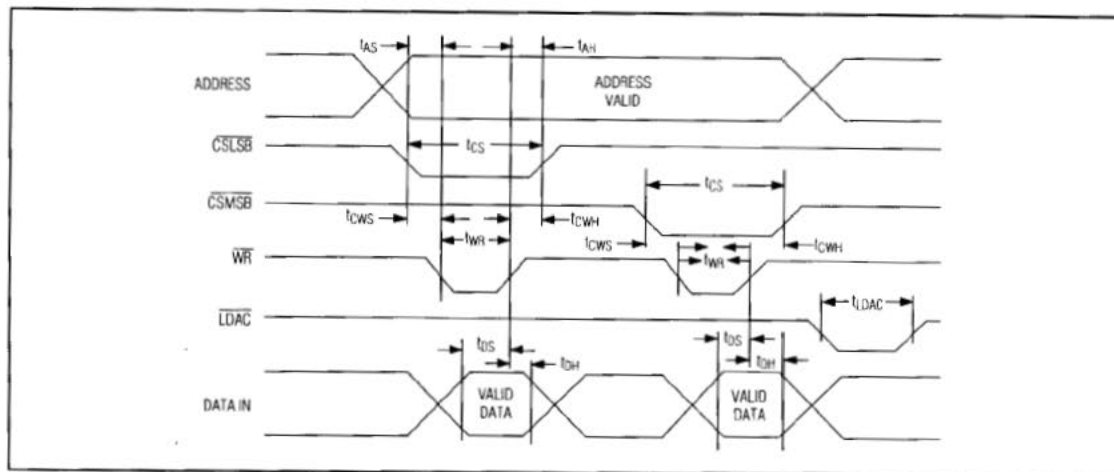 tAS
tAH
ADDRESS
ADDRESS
VALID
CSLSB
tCS
tCS
CSMSB
tCWS
tCWH
tWR
tCWS
tCWH
tWR
WR
tLDAC
LDAC
tDS
tDH
tDS
tDH
DATA IN
VALID
DATA
VALID
DATA